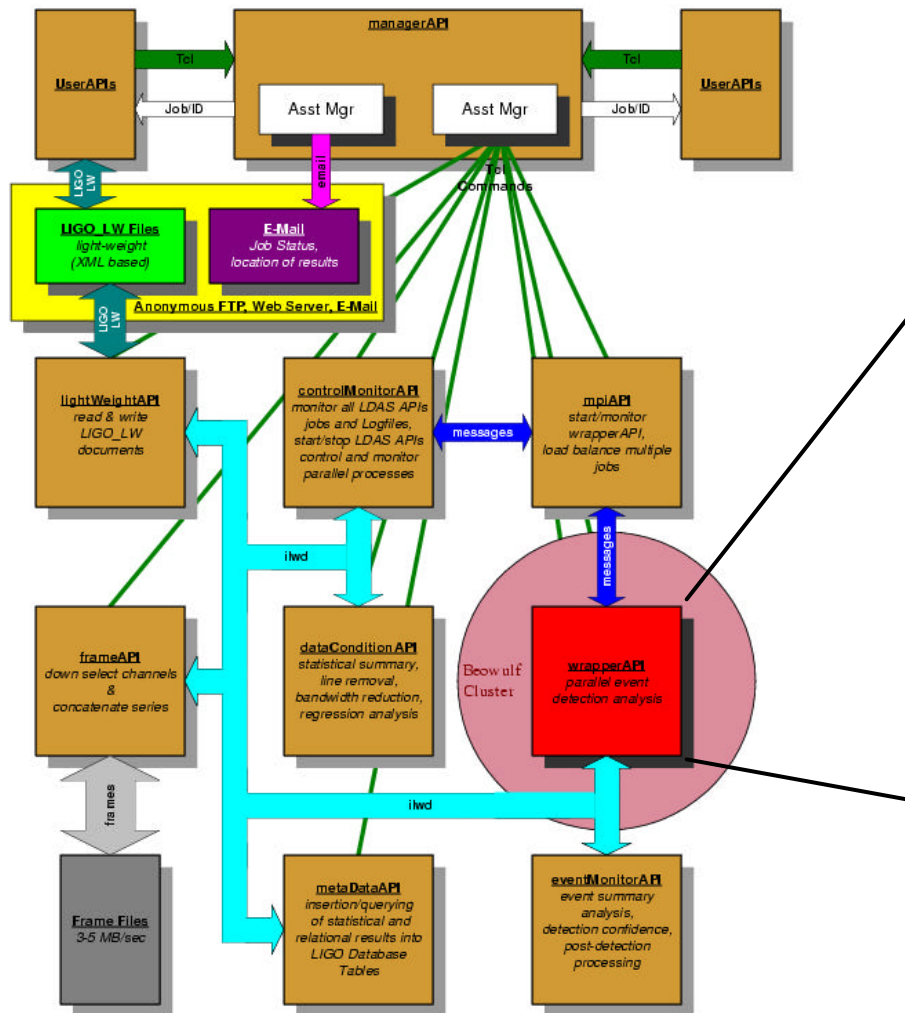 managerAPI
UserAPIs
Tcl
Job/ID
Asst Mgr
Asst Mgr
Tcl
Job/ID
UserAPIs
LIGO
LW
email
Tcl
Commands
LIGO_LW Files
light-weight
(XML based)
E-Mail
Job Status,
location of results
Anonymous FTP, Web Server, E-Mail
LIGO
LW
lightWeightAPI
read & write
LIGO_LW
documents
controlMonitorAPI
monitor all LDAS APIs
jobs and Logfiles,
start/stop LDAS APIs
control and monitor
parallel processes
messages
mpiAPI
start/monitor
wrapperAPI,
load balance multiple
jobs
ilwd
messages
frameAPI
down select channels
&
concatenate series
dataConditionAPI
statistical summary,
line removal,
bandwidth reduction,
regression analysis
Beowulf
Cluster
wrapperAPI
parallel event
detection analysis
frames
ilwd
Frame Files
3-5 MB/sec
metaDataAPI
insertion/querying
of statistical and
relational results into
LIGO Database
Tables
eventMonitorAPI
event summary
analysis,
detection confidence,
post-detection
processing